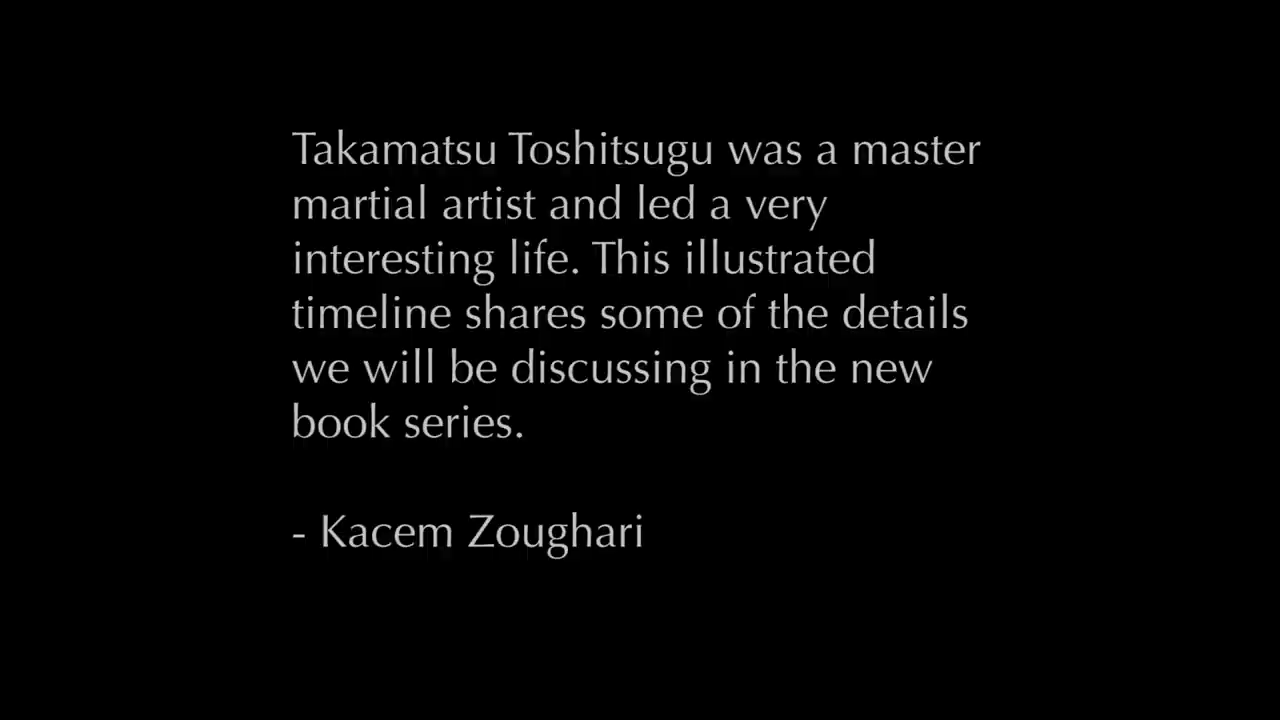 Takamatsu Toshitsugu was a master
martial artist and led a very
interesting life. This illustrated
timeline shares some of the details
we will be discussing in the new
book series.
- Kacem Zoughari